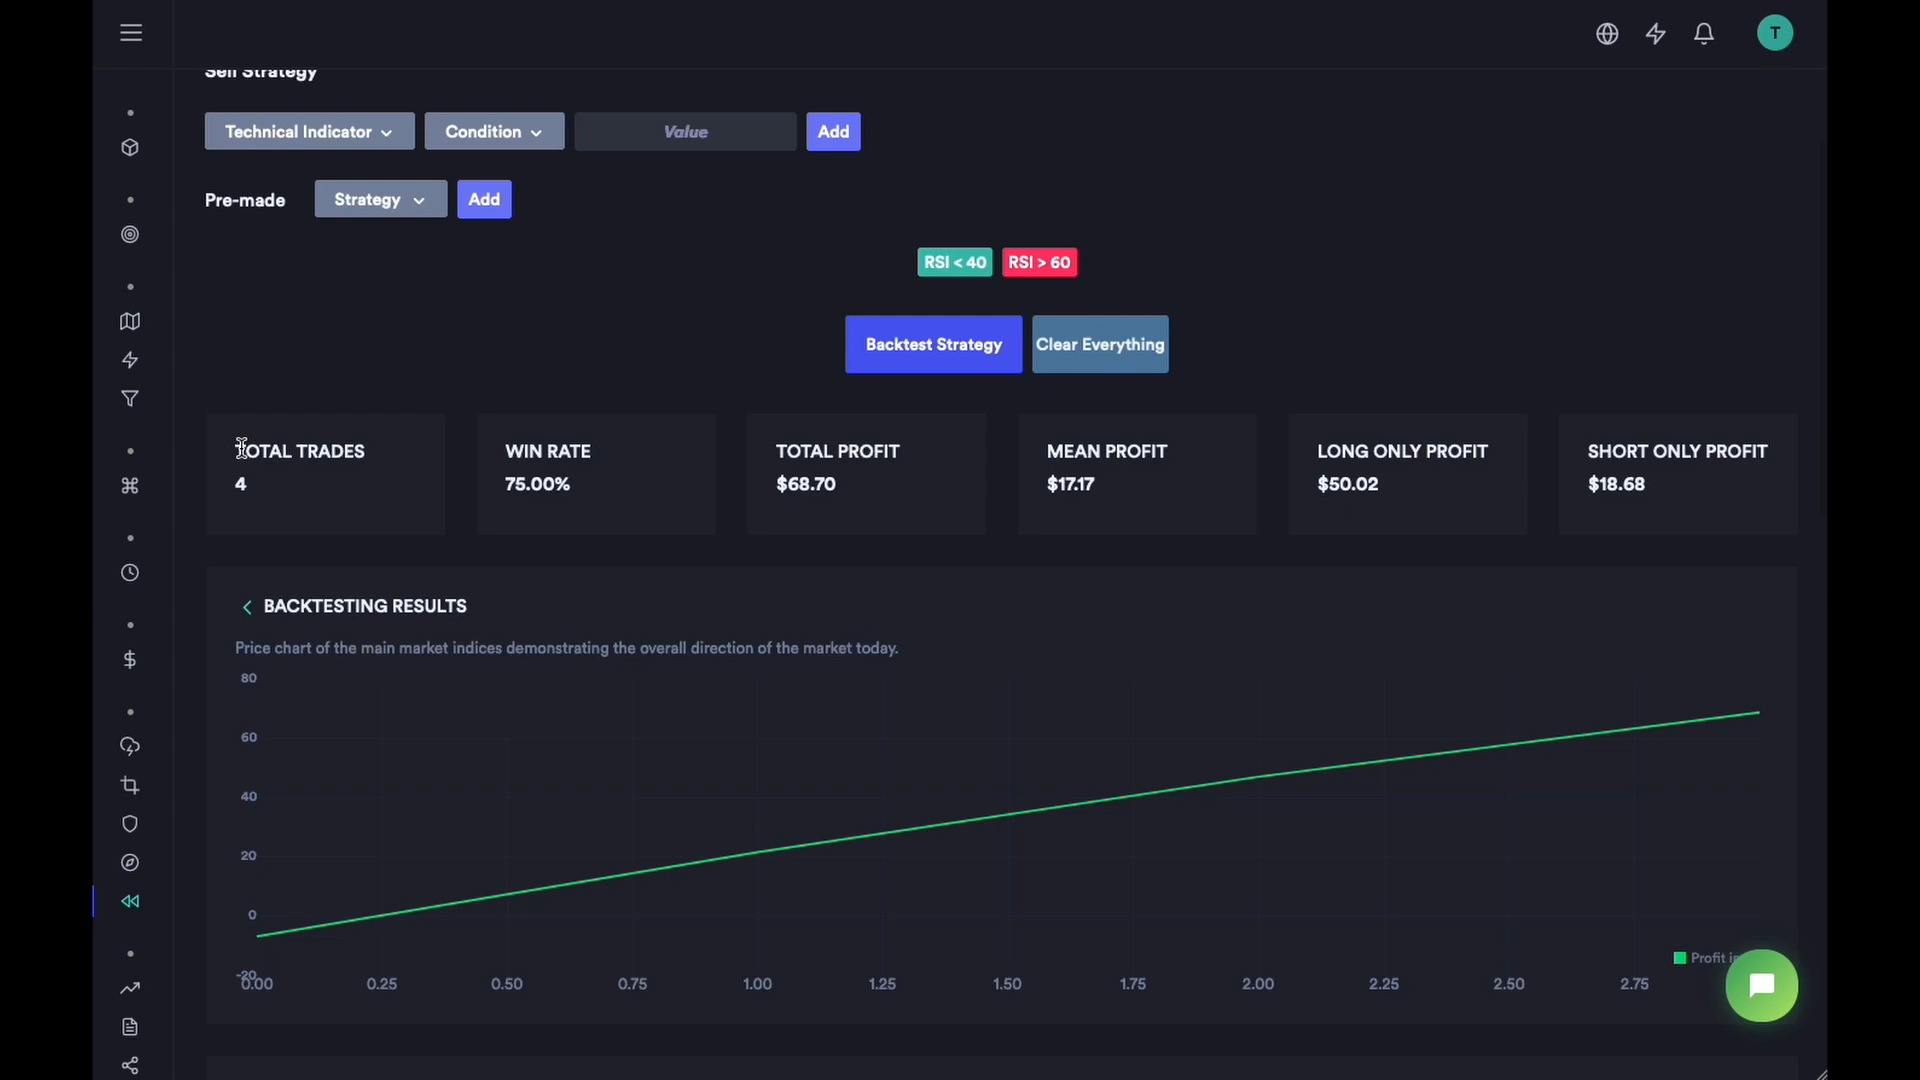 T
Sell Strategy
Technical Indicator Condition Value Add
Pre-made Strategy Add
RSI < 40 RSI > 60
Backtest Strategy Clear Everything
TOTAL TRADES WIN RATE TOTAL PROFIT MEAN PROFIT LONG ONLY PROFIT SHORT ONLY PROFIT
4 75.00% $68.70 $17.17 $50.02 $18.68
BACKTESTING RESULTS
Price chart of the main market indices demonstrating the overall direction of the market today.
80
60
40
20
0
Profit
-20
0.00 0.25 0.50 0.75 1.00 1.25 1.50 1.75 2.00 2.25 2.50 2.75